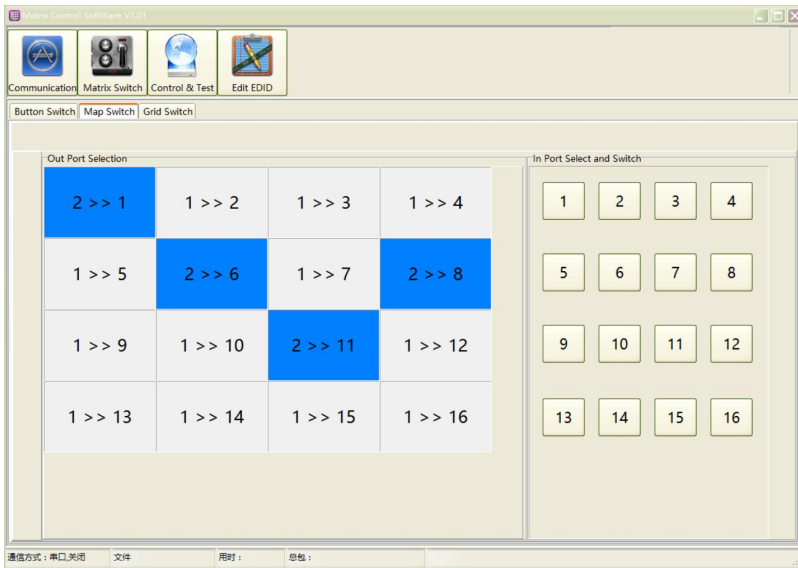 Matrix Control SoftWare V1.01
Communication Matrix Switch Control & Test Edit EDID
Button Switch Map Switch Grid Switch
Out Port Selection In Port Select and Switch
2 >> 1 1 >> 2 1 >> 3 1 >> 4 1 2 3 4
1 >> 5 2 >> 6 1 >> 7 2 >> 8 5 6 7 8
1 >> 9 1 >> 10 2 >> 11 1 >> 12 9 10 11 12
1 >> 13 1 >> 14 1 >> 15 1 >> 16 13 14 15 16
通信方式：串口,关闭 文件 用时： 总包：